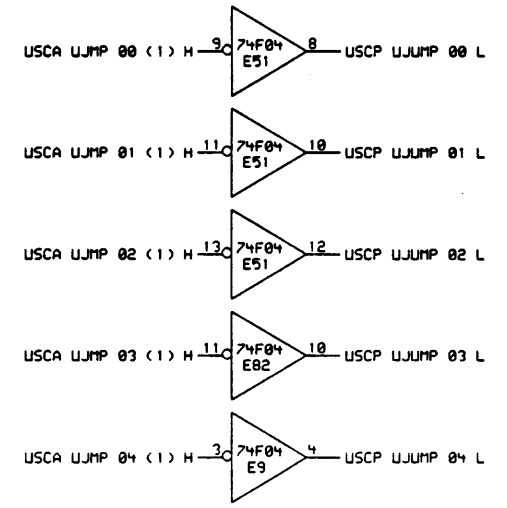 USCA UJMP 00 (1) H 9 74F04 8 USCP UJUMP 00 L
E51
USCA UJMP 01 (1) H 11 74F04 10 USCP UJUMP 01 L
E51
USCA UJMP 02 (1) H 13 74F04 12 USCP UJUMP 02 L
E51
USCA UJMP 03 (1) H 11 74F04 10 USCP UJUMP 03 L
E82
USCA UJMP 04 (1) H 3 74F04 4 USCP UJUMP 04 L
E9